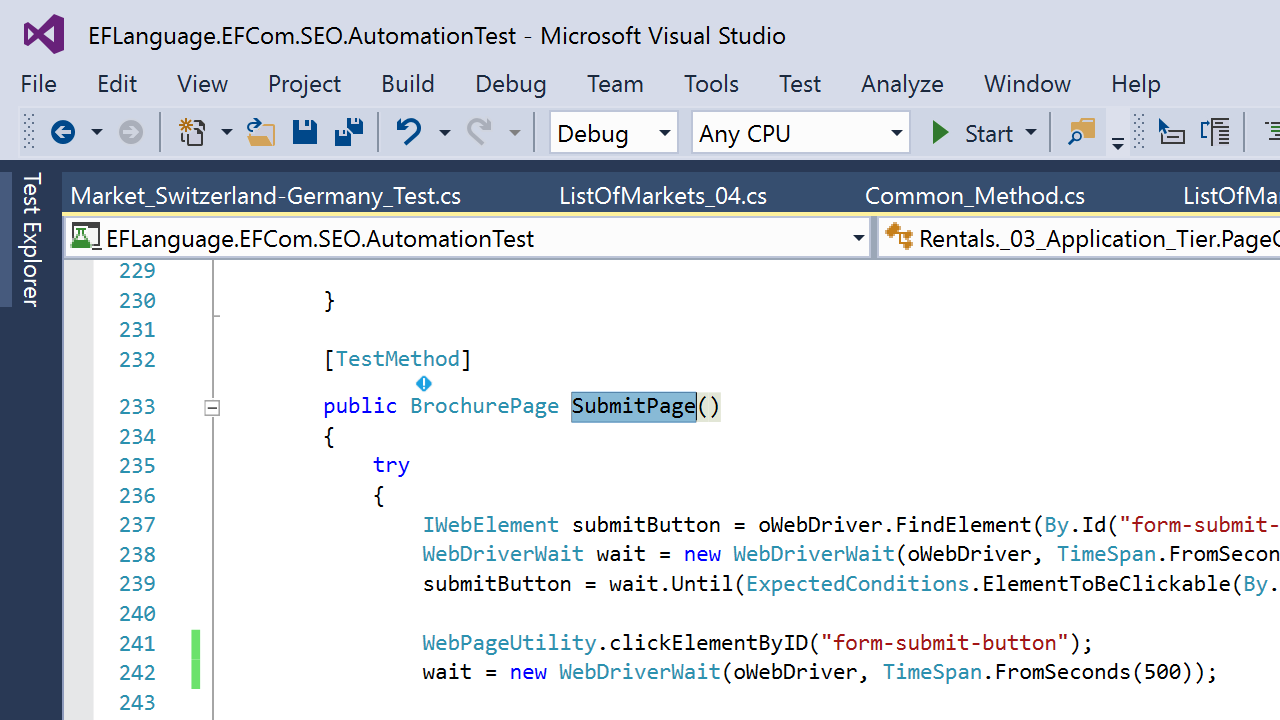 EFLanguage.EFCom.SEO.AutomationTest - Microsoft Visual Studio
File Edit View Project Build Debug Team Tools Test Analyze Window Help
Debug Any CPU Start
Test Explorer
Market_Switzerland-Germany_Test.cs ListOfMarkets_04.cs Common_Method.cs ListOfMar
EFLanguage.EFCom.SEO.AutomationTest Rentals._03_Application_Tier.PageO
229
230 }
231
232 [TestMethod]
233 public BrochurePage SubmitPage()
234 {
235 try
236 {
237 IWebElement submitButton = oWebDriver.FindElement(By.Id("form-submit-
238 WebDriverWait wait = new WebDriverWait(oWebDriver, TimeSpan.FromSecon
239 submitButton = wait.Until(ExpectedConditions.ElementToBeClickable(By.
240
241 WebPageUtility.clickElementByID("form-submit-button");
242 wait = new WebDriverWait(oWebDriver, TimeSpan.FromSeconds(500));
243